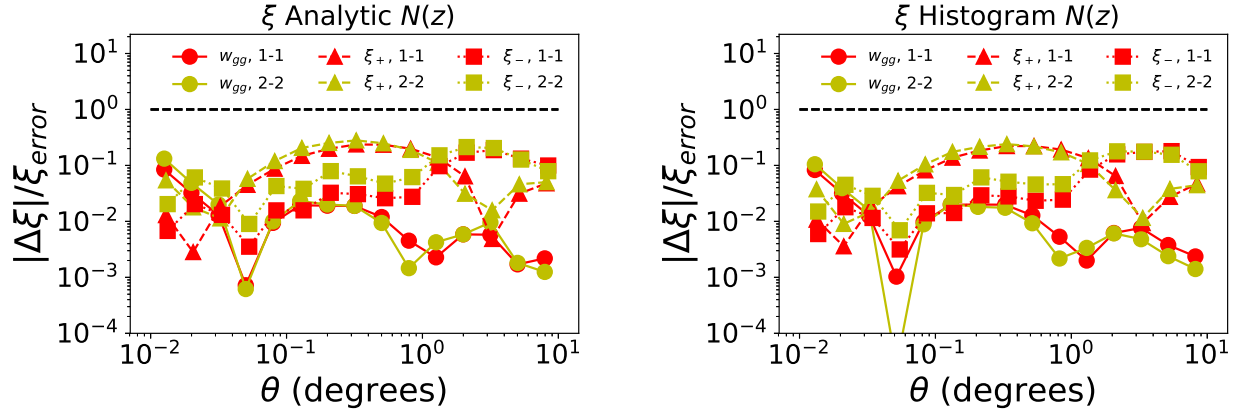 ξ Analytic N(z)
|Δξ|/ξ_error
10^1
10^0
10^-1
10^-2
10^-3
10^-4
w_gg, 1-1
w_gg, 2-2
ξ_+, 1-1
ξ_+, 2-2
ξ_-, 1-1
ξ_-, 2-2
10^-2 10^-1 10^0 10^1
θ (degrees)
ξ Histogram N(z)
|Δξ|/ξ_error
10^1
10^0
10^-1
10^-2
10^-3
10^-4
w_gg, 1-1
w_gg, 2-2
ξ_+, 1-1
ξ_+, 2-2
ξ_-, 1-1
ξ_-, 2-2
10^-2 10^-1 10^0 10^1
θ (degrees)